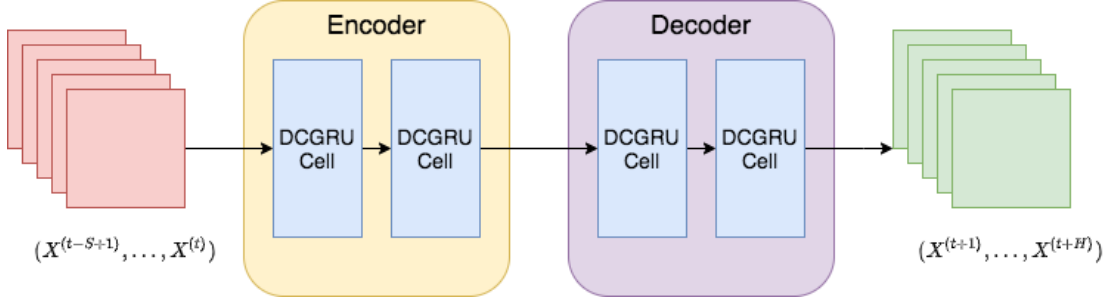 Encoder
Decoder
DCGRU
Cell
DCGRU
Cell
DCGRU
Cell
DCGRU
Cell
(X^{(t−S+1)}, …, X^{(t)})
(X^{(t+1)}, …, X^{(t+H)})